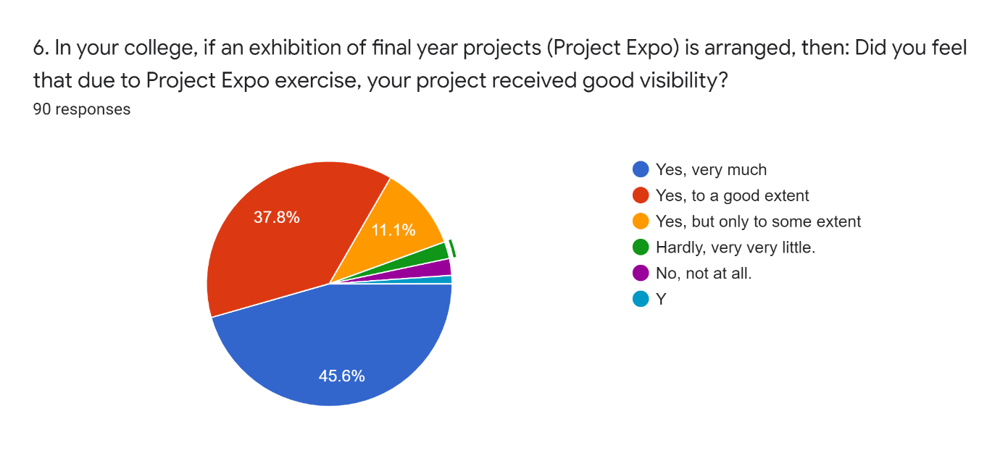 6. In your college, if an exhibition of final year projects (Project Expo) is arranged, then: Did you feel
that due to Project Expo exercise, your project received good visibility?
90 responses
Yes, very much
Yes, to a good extent
Yes, but only to some extent
Hardly, very very little.
No, not at all.
Y
37.8%
11.1%
45.6%